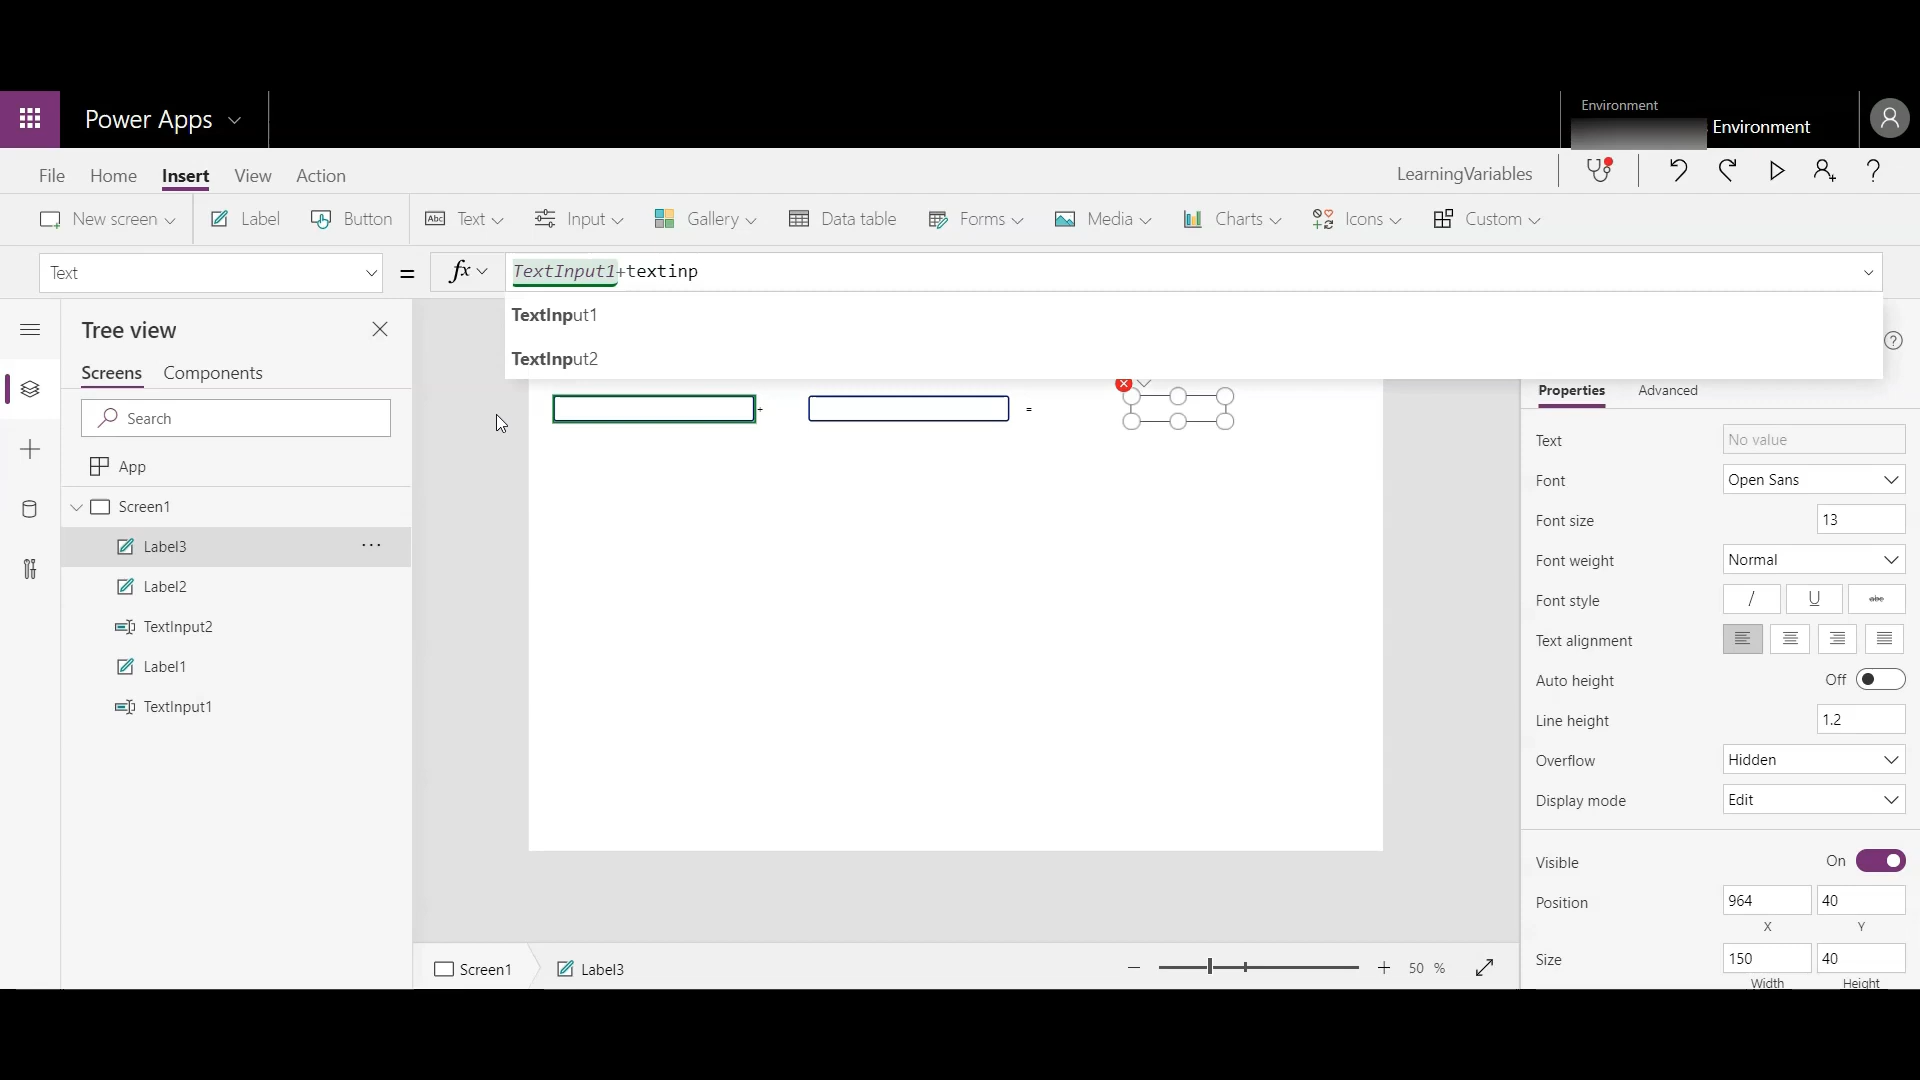 Power Apps
Environment
Environment
File Home Insert View Action
LearningVariables
New screen Label Button Text Input Gallery Data table Forms Media Charts Icons Custom
Text = fx TextInput1+textinp
TextInput1
TextInput2
Tree view
Screens Components
Search
App
Screen1
Label3
Label2
TextInput2
Label1
TextInput1
+
=
Properties Advanced
Text No value
Font Open Sans
Font size 13
Font weight Normal
Font style / U abc
Text alignment
Auto height Off
Line height 1.2
Overflow Hidden
Display mode Edit
Visible On
Position 964 40
X Y
Size 150 40
Width Height
Screen1 Label3
50 %